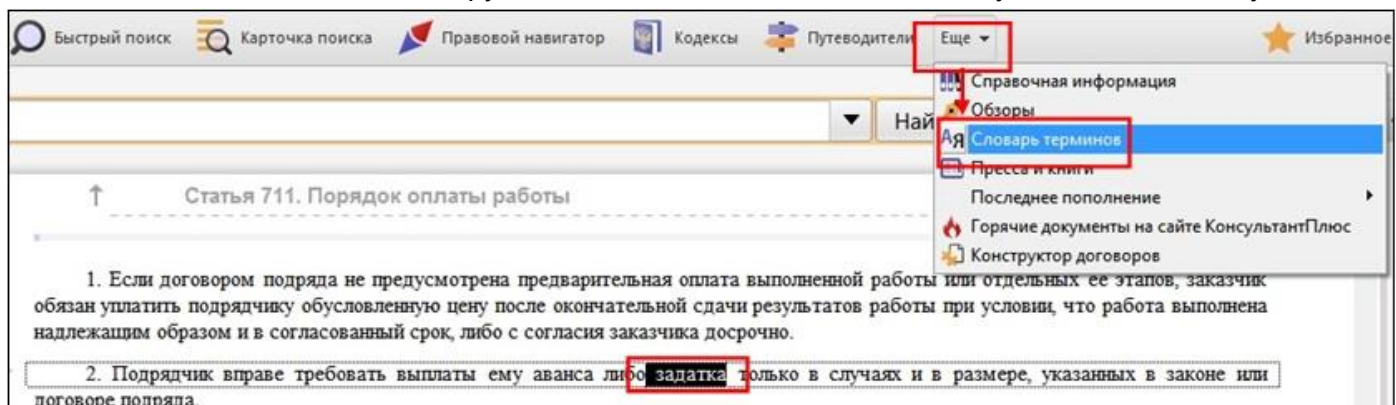 Быстрый поиск Карточка поиска Правовой навигатор Кодексы Путеводители Еще Избранное
Справочная информация
Обзоры
Най
Ая Словарь терминов
Пресса и книги
Последнее пополнение
Горячие документы на сайте КонсультантПлюс
Конструктор договоров
Статья 711. Порядок оплаты работы
1. Если договором подряда не предусмотрена предварительная оплата выполненной работы или отдельных ее этапов, заказчик
обязан уплатить подрядчику обусловленную цену после окончательной сдачи результатов работы при условии, что работа выполнена
надлежащим образом и в согласованный срок, либо с согласия заказчика досрочно.
2. Подрядчик вправе требовать выплаты ему аванса либо задатка только в случаях и в размере, указанных в законе или
договоре подряда.